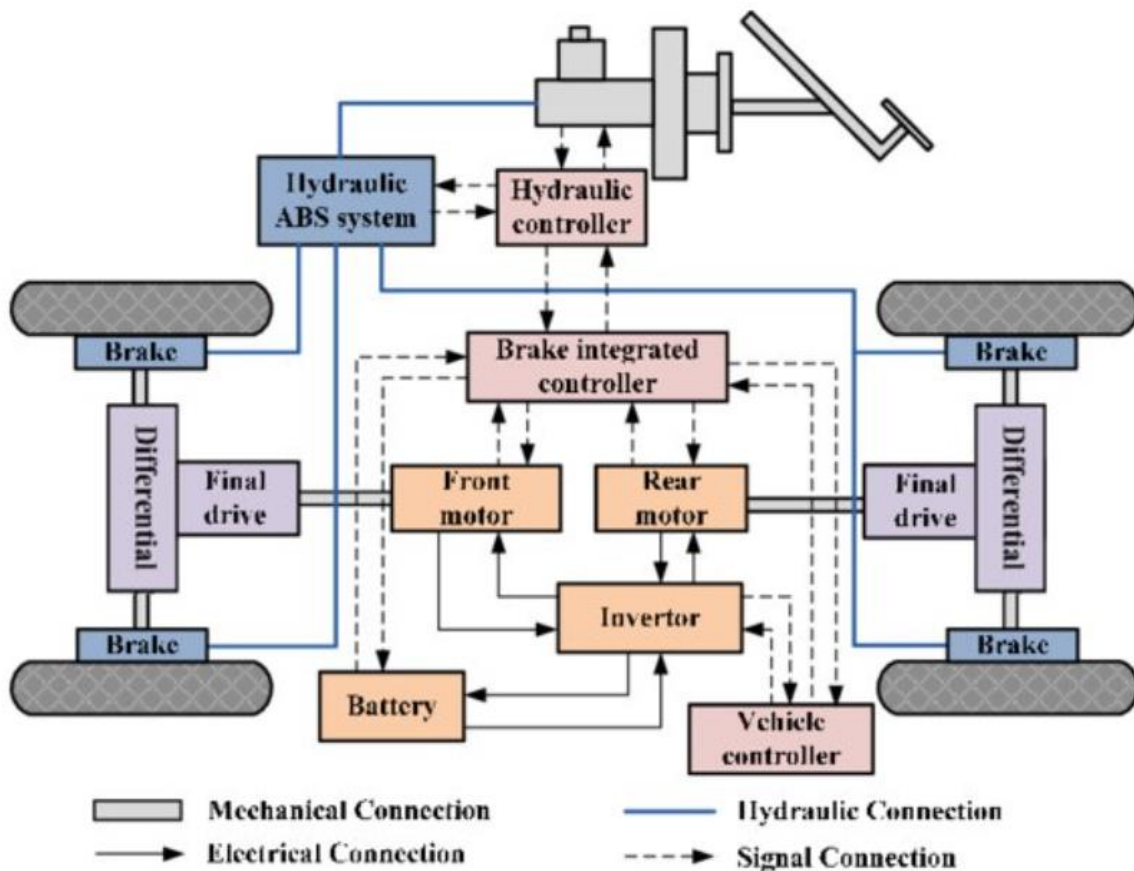 Hydraulic
ABS system
Hydraulic
controller
Brake
Brake integrated
controller
Brake
Differential
Final
drive
Front
motor
Rear
motor
Final
drive
Differential
Invertor
Brake
Brake
Battery
Vehicle
controller
Mechanical Connection
Hydraulic Connection
Electrical Connection
Signal Connection